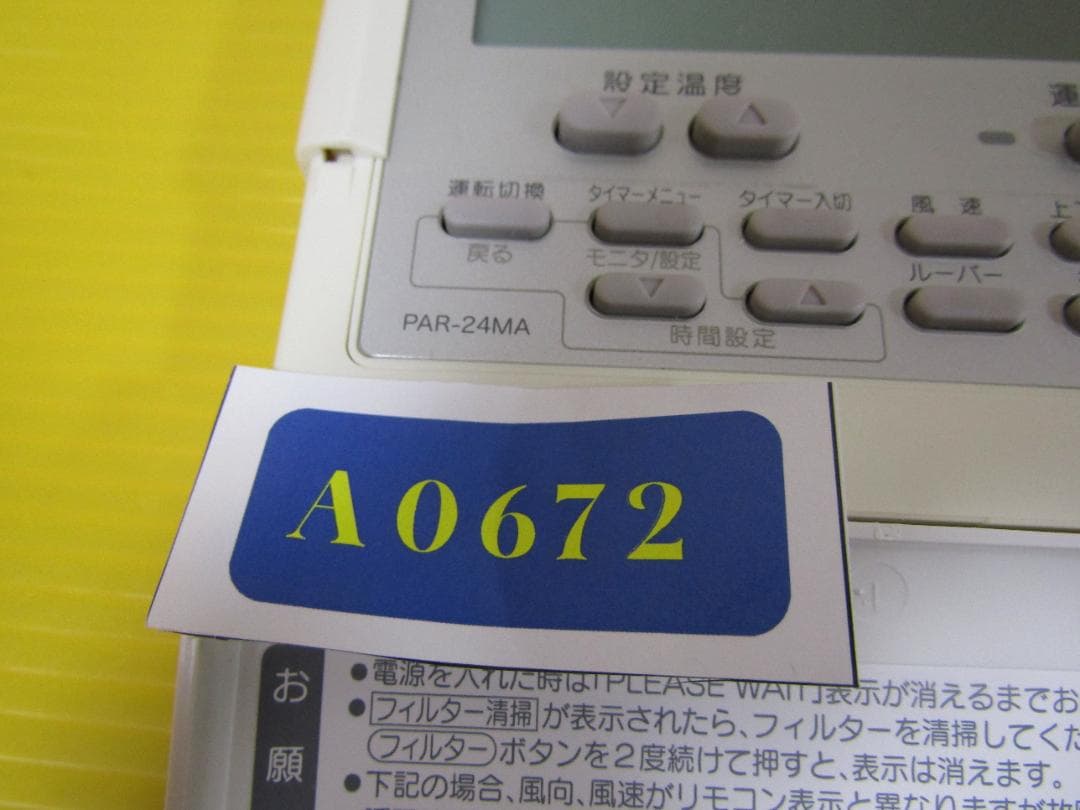 設定温度
運転切換 タイマーメニュー タイマー入切 風速
戻る モニタ/設定 ルーバー
PAR-24MA 時間設定
A0672
お願
●電源を入れた時は「PLEASE WAIT」表示が消えるまでお
●フィルター清掃が表示されたら、フィルターを清掃してくだ
フィルターボタンを2度続けて押すと、表示は消えます。
●下記の場合、風向、風速がリモコン表示と異なりますが故